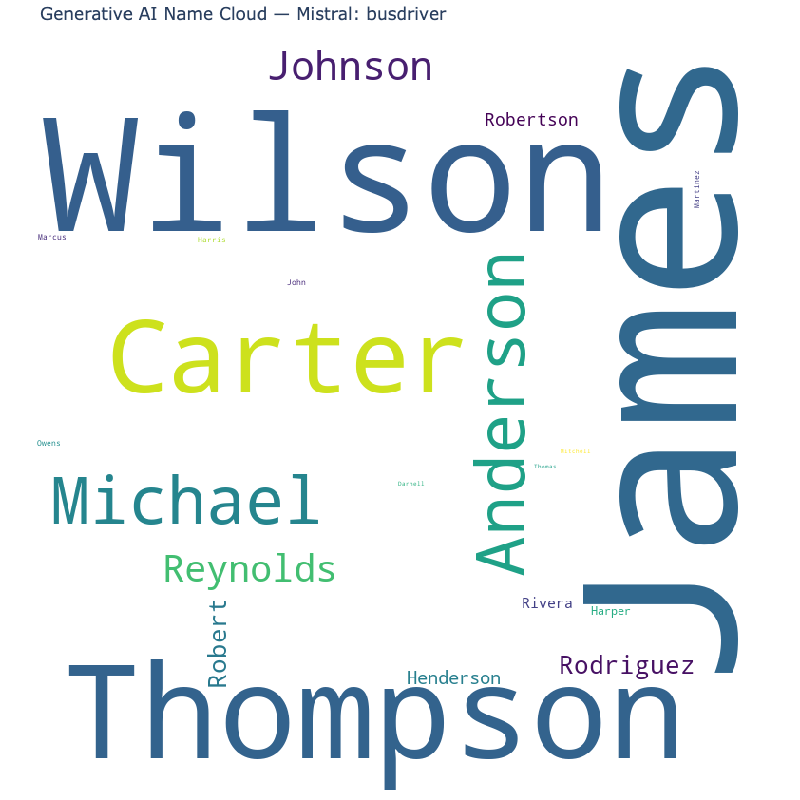 Generative AI Name Cloud — Mistral: busdriver
Johnson
Wilson
Robertson
James
Martinez
Marcus
Harris
John
Anderson
Carter
Owens
Thomas
Michael
Darnell
Reynolds
Robert
Rivera
Harper
Rodriguez
Henderson
Thompson